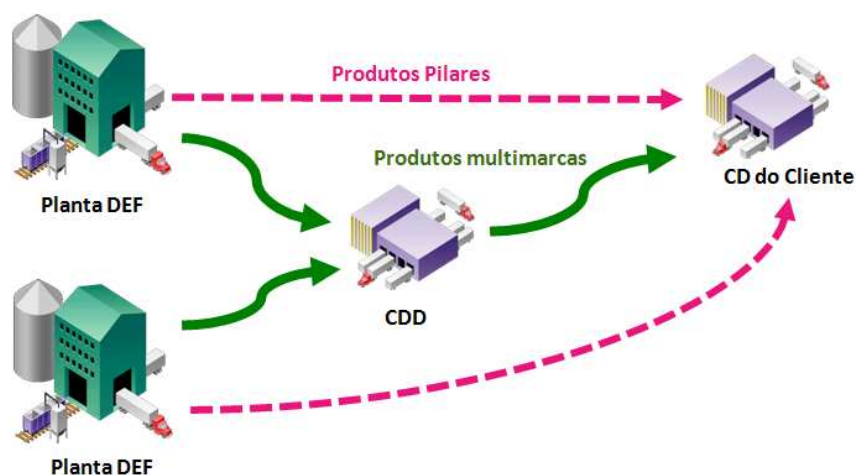 Produtos Pilares
Produtos multimarcas
Planta DEF
CD do Cliente
CDD
Planta DEF